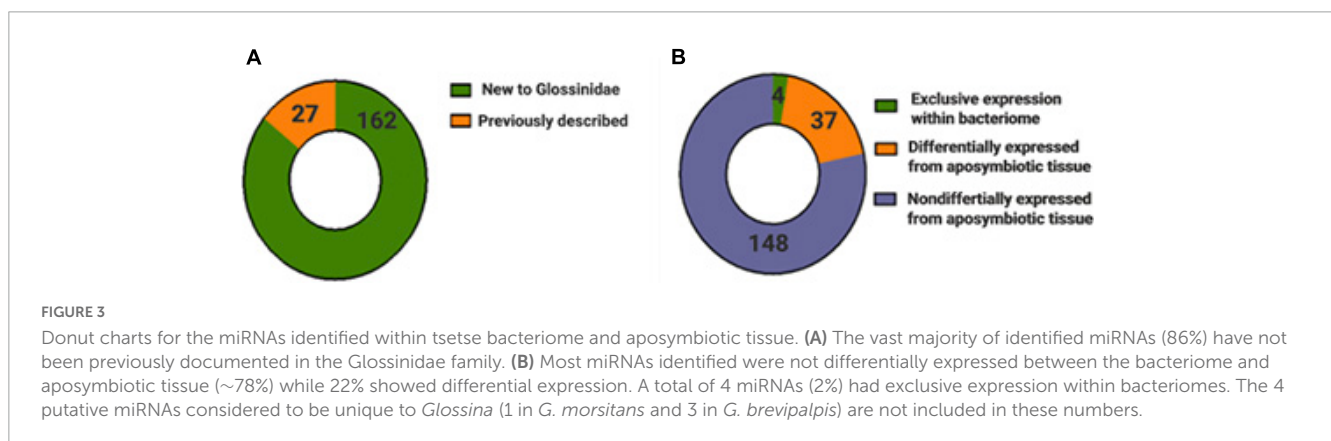 A
27
162
New to Glossinidae
Previously described
B
4
37
148
Exclusive expression
within bacteriome
Differentially expressed
from aposymbiotic tissue
Nondiffertially expressed
from aposymbiotic tissue
FIGURE 3
Donut charts for the miRNAs identified within tsetse bacteriome and aposymbiotic tissue. (A) The vast majority of identified miRNAs (86%) have not
been previously documented in the Glossinidae family. (B) Most miRNAs identified were not differentially expressed between the bacteriome and
aposymbiotic tissue (~78%) while 22% showed differential expression. A total of 4 miRNAs (2%) had exclusive expression within bacteriomes. The 4
putative miRNAs considered to be unique to Glossina (1 in G. morsitans and 3 in G. brevipalpis) are not included in these numbers.